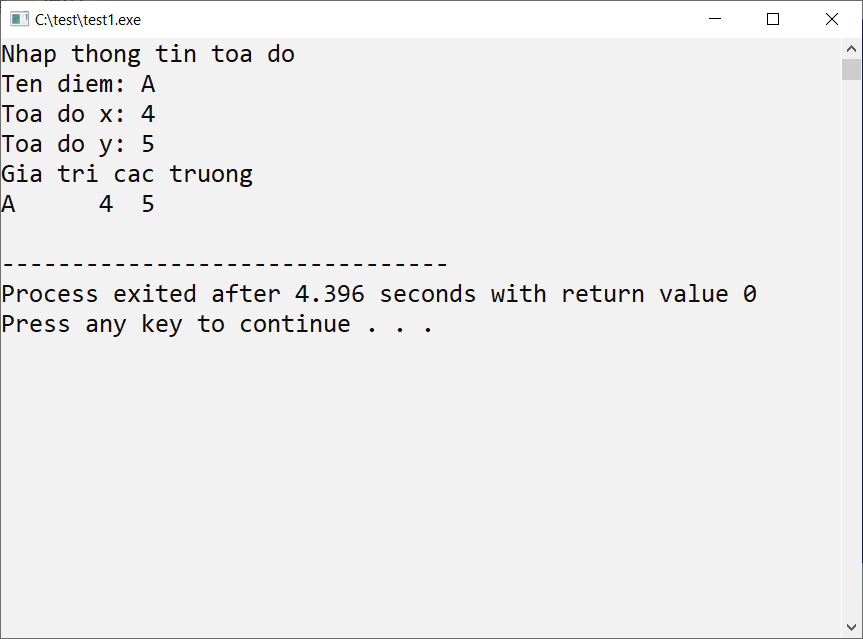 C:\test\test1.exe
Nhap thong tin toa do
Ten diem: A
Toa do x: 4
Toa do y: 5
Gia tri cac truong
A      4  5
--------------------------------
Process exited after 4.396 seconds with return value 0
Press any key to continue . . .